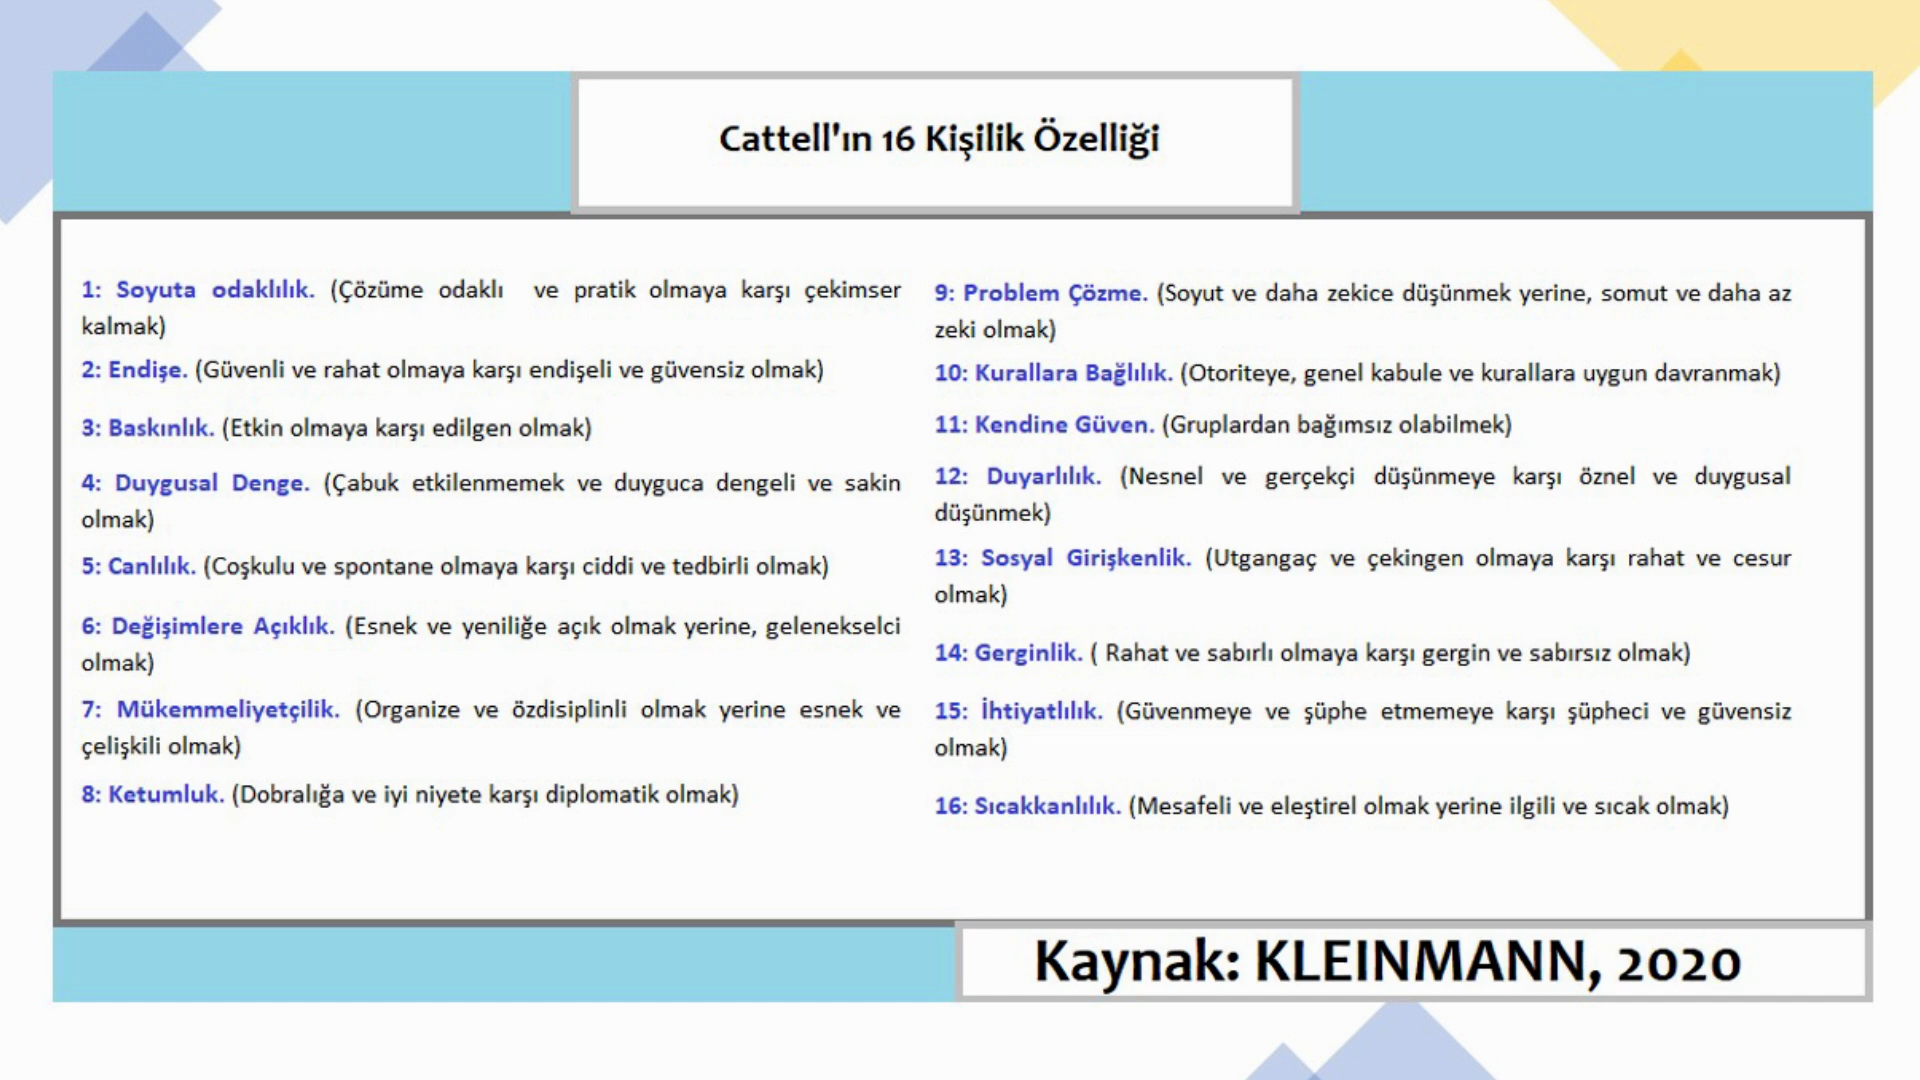 Cattell'ın 16 Kişilik Özelliği
1: Soyuta odaklılık. (Çözüme odaklı ve pratik olmaya karşı çekimser
kalmak)
2: Endişe. (Güvenli ve rahat olmaya karşı endişeli ve güvensiz olmak)
3: Baskınlık. (Etkin olmaya karşı edilgen olmak)
4: Duygusal Denge. (Çabuk etkilenmemek ve duyguca dengeli ve sakin
olmak)
5: Canlılık. (Coşkulu ve spontane olmaya karşı ciddi ve tedbirli olmak)
6: Değişimlere Açıklık. (Esnek ve yeniliğe açık olmak yerine, gelenekselci
olmak)
7: Mükemmeliyetçilik. (Organize ve özdisiplinli olmak yerine esnek ve
çelişkili olmak)
8: Ketumluk. (Dobralığa ve iyi niyete karşı diplomatik olmak)
9: Problem Çözme. (Soyut ve daha zekice düşünmek yerine, somut ve daha az
zeki olmak)
10: Kurallara Bağlılık. (Otoriteye, genel kabule ve kurallara uygun davranmak)
11: Kendine Güven. (Gruplardan bağımsız olabilmek)
12: Duyarlılık. (Nesnel ve gerçekçi düşünmeye karşı öznel ve duygusal
düşünmek)
13: Sosyal Girişkenlik. (Utgangaç ve çekingen olmaya karşı rahat ve cesur
olmak)
14: Gerginlik. ( Rahat ve sabırlı olmaya karşı gergin ve sabırsız olmak)
15: İhtiyatlılık. (Güvenmeye ve şüphe etmemeye karşı şüpheci ve güvensiz
olmak)
16: Sıcakkanlılık. (Mesafeli ve eleştirel olmak yerine ilgili ve sıcak olmak)
Kaynak: KLEINMANN, 2020